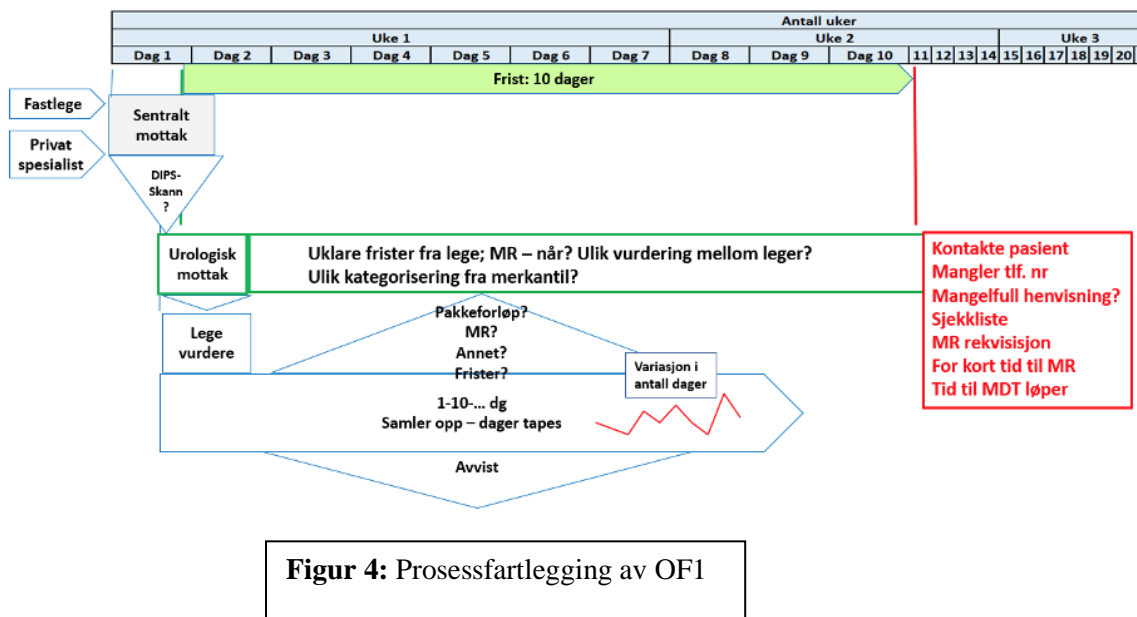 Antall uker
Uke 1 Uke 2 Uke 3
Dag 1 Dag 2 Dag 3 Dag 4 Dag 5 Dag 6 Dag 7 Dag 8 Dag 9 Dag 10 11 12 13 14 15 16 17 18 19 20
Frist: 10 dager
Fastlege
Sentralt
mottak
Privat
spesialist
DIPS-
Skann
?
Urologisk
mottak
Uklare frister fra lege; MR – når? Ulik vurdering mellom leger?
Ulik kategorisering fra merkantil?
Kontakte pasient
Mangler tlf. nr
Mangelfull henvisning?
Sjekkliste
MR rekvisisjon
For kort tid til MR
Tid til MDT løper
Lege
vurdere
Pakkeforløp?
MR?
Annet?
Frister?
Variasjon i
antall dager
1-10-... dg
Samler opp – dager tapes
Avvist
Figur 4: Prosessfartlegging av OF1